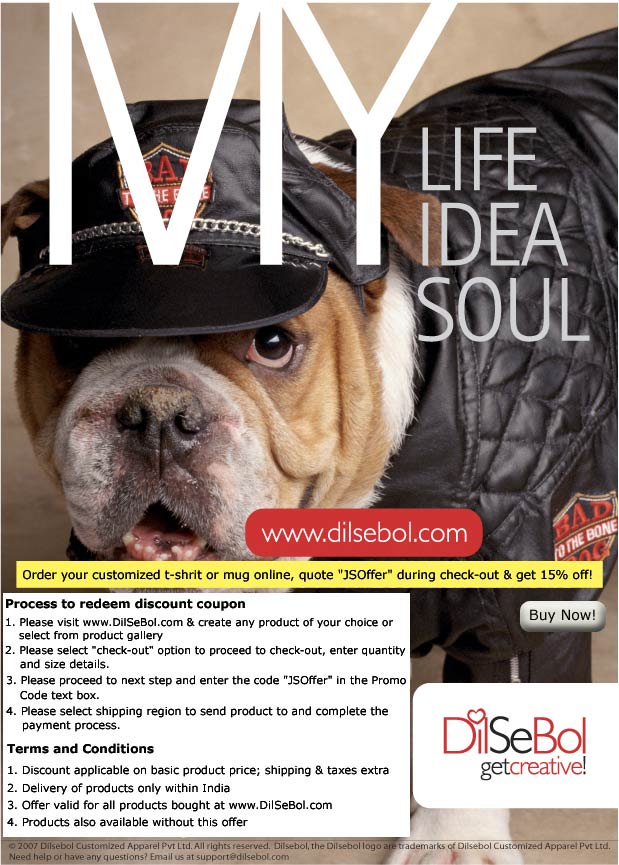 MY
LIFE
IDEA
SOUL
BAD
TO THE BONE
DOG
www.dilsebol.com
BAD
TO THE BONE
DOG
Order your customized t-shrit or mug online, quote "JSOffer" during check-out & get 15% off!
Process to redeem discount coupon
1. Please visit www.DilSeBol.com & create any product of your choice or
select from product gallery
2. Please select "check-out" option to proceed to check-out, enter quantity
and size details.
3. Please proceed to next step and enter the code "JSOffer" in the Promo
Code text box.
4. Please select shipping region to send product to and complete the
payment process.
Terms and Conditions
1. Discount applicable on basic product price; shipping & taxes extra
2. Delivery of products only within India
3. Offer valid for all products bought at www.DilSeBol.com
4. Products also available without this offer
Buy Now!
DilSeBol
getcreative!
© 2007 Dilsebol Customized Apparel Pvt Ltd. All rights reserved. Dilsebol, the Dilsebol logo are trademarks of Dilsebol Customized Apparel Pvt Ltd.
Need help or have any questions? Email us at support@dilsebol.com